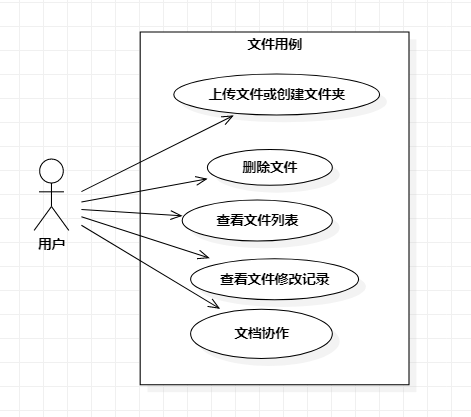 文件用例
上传文件或创建文件夹
删除文件
查看文件列表
用户
查看文件修改记录
文档协作